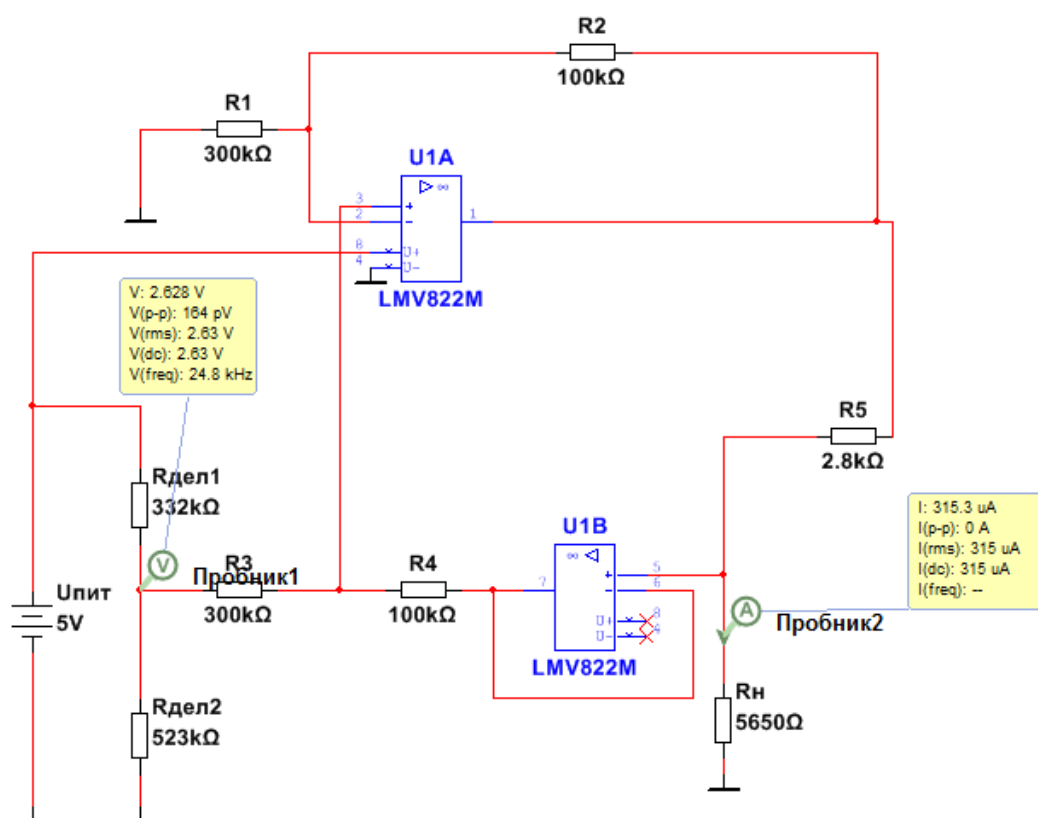 R2
100kΩ
R1
300kΩ
U1A
3
+
2
-
1
8
U+
4
U-
LMV822M
V: 2.628 V
V(p-p): 164 pV
V(rms): 2.63 V
V(dc): 2.63 V
V(freq): 24.8 kHz
R5
2.8kΩ
Rдел1
332kΩ
V
Пробник1
R3
300kΩ
R4
100kΩ
U1B
5
+
6
-
7
U+
8
U-
4
LMV822M
I: 315.3 uA
I(p-p): 0 A
I(rms): 315 uA
I(dc): 315 uA
I(freq): --
A
Пробник2
Uпит
5V
Rдел2
523kΩ
Rн
5650Ω